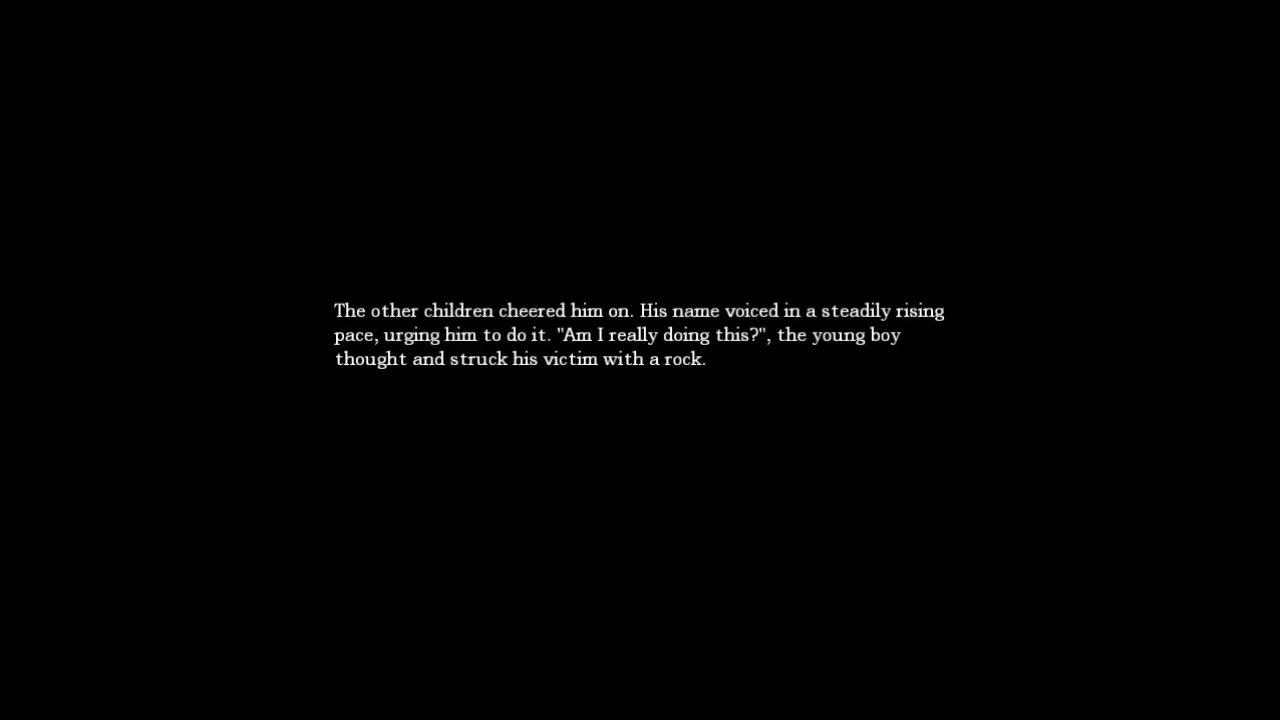 The other children cheered him on. His name voiced in a steadily rising
pace, urging him to do it. "Am I really doing this?", the young boy
thought and struck his victim with a rock.